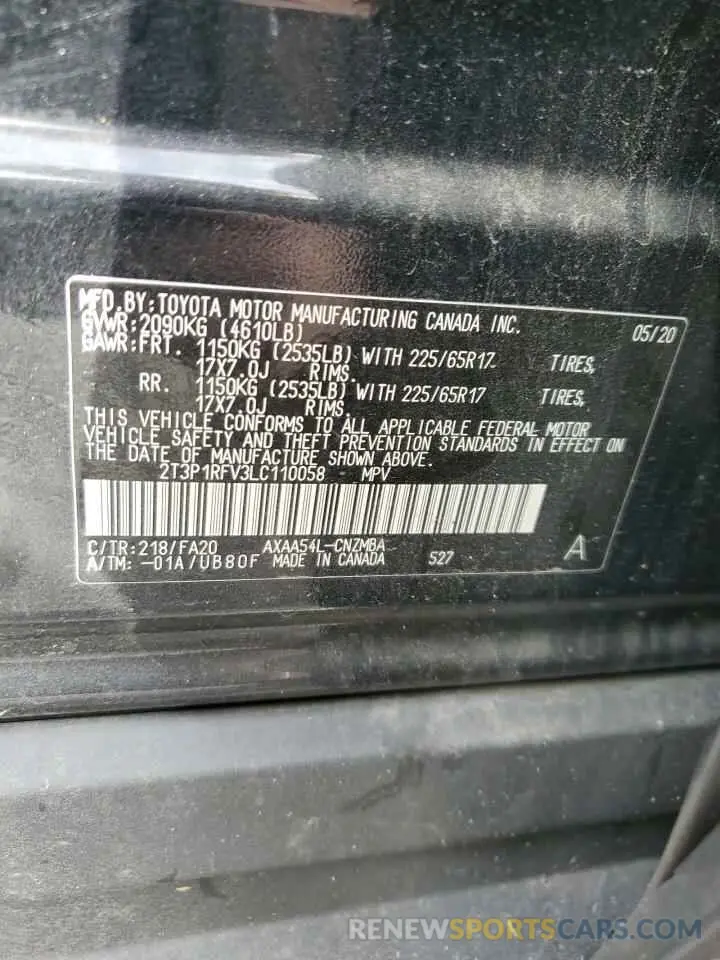 MFD.BY:TOYOTA MOTOR MANUFACTURING CANADA INC. 05/20
GVWR:2090KG (4610LB)
GAWR:FRT. 1150KG (2535LB) WITH 225/65R17 TIRES,
17X7.0J RIMS.
RR. 1150KG (2535LB) WITH 225/65R17 TIRES,
17X7.0J RIMS.
THIS VEHICLE CONFORMS TO ALL APPLICABLE FEDERAL MOTOR
VEHICLE SAFETY AND THEFT PREVENTION STANDARDS IN EFFECT ON
THE DATE OF MANUFACTURE SHOWN ABOVE.
2T3P1RFV3LC110058 MPV
C/TR:218/FA20 AXAA54L-CNZMBA
A/TM: -01A/UB80F MADE IN CANADA 527 A
RENEWSPORTSCARS.COM